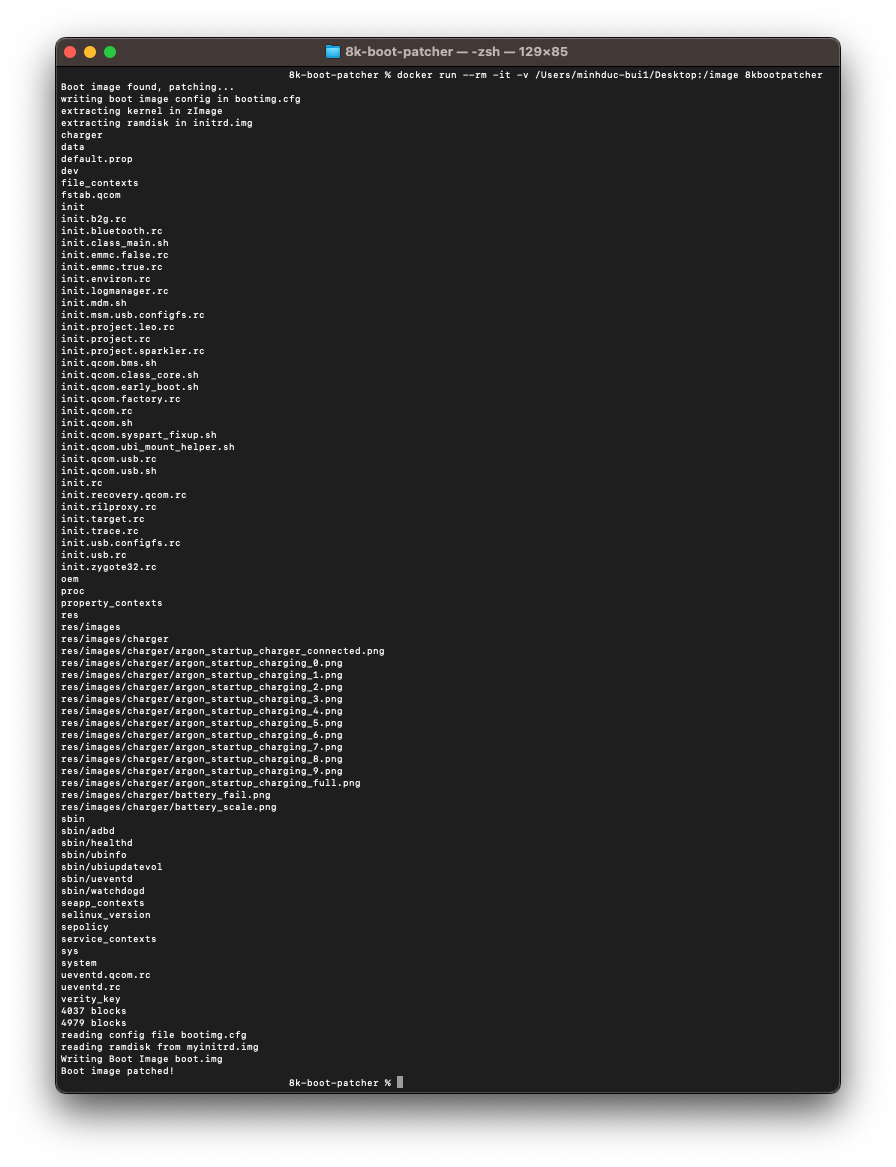 8k-boot-patcher — -zsh — 129×85
8k-boot-patcher % docker run --rm -it -v /Users/minhduc-bui1/Desktop:/image 8kbootpatcher
Boot image found, patching...
writing boot image config in bootimg.cfg
extracting kernel in zImage
extracting ramdisk in initrd.img
charger
data
default.prop
dev
file_contexts
fstab.qcom
init
init.b2g.rc
init.bluetooth.rc
init.class_main.sh
init.emmc.false.rc
init.emmc.true.rc
init.environ.rc
init.logmanager.rc
init.mdm.sh
init.msm.usb.configfs.rc
init.project.leo.rc
init.project.rc
init.project.sparkler.rc
init.qcom.bms.sh
init.qcom.class_core.sh
init.qcom.early_boot.sh
init.qcom.factory.rc
init.qcom.rc
init.qcom.sh
init.qcom.syspart_fixup.sh
init.qcom.ubi_mount_helper.sh
init.qcom.usb.rc
init.qcom.usb.sh
init.rc
init.recovery.qcom.rc
init.rilproxy.rc
init.target.rc
init.trace.rc
init.usb.configfs.rc
init.usb.rc
init.zygote32.rc
oem
proc
property_contexts
res
res/images
res/images/charger
res/images/charger/argon_startup_charger_connected.png
res/images/charger/argon_startup_charging_0.png
res/images/charger/argon_startup_charging_1.png
res/images/charger/argon_startup_charging_2.png
res/images/charger/argon_startup_charging_3.png
res/images/charger/argon_startup_charging_4.png
res/images/charger/argon_startup_charging_5.png
res/images/charger/argon_startup_charging_6.png
res/images/charger/argon_startup_charging_7.png
res/images/charger/argon_startup_charging_8.png
res/images/charger/argon_startup_charging_9.png
res/images/charger/argon_startup_charging_full.png
res/images/charger/battery_fail.png
res/images/charger/battery_scale.png
sbin
sbin/adbd
sbin/healthd
sbin/ubinfo
sbin/ubiupdatevol
sbin/ueventd
sbin/watchdogd
seapp_contexts
selinux_version
sepolicy
service_contexts
sys
system
ueventd.qcom.rc
ueventd.rc
verity_key
4037 blocks
4979 blocks
reading config file bootimg.cfg
reading ramdisk from myinitrd.img
Writing Boot Image boot.img
Boot image patched!
8k-boot-patcher %